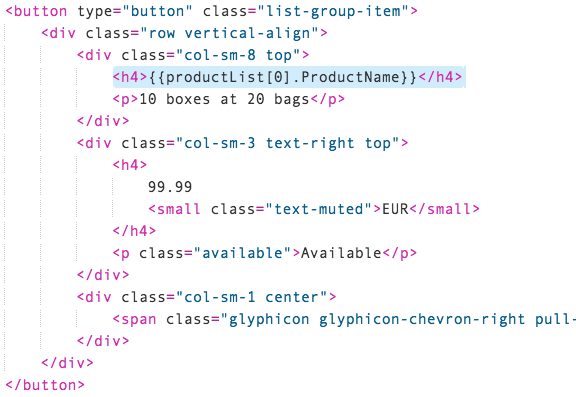 <button type="button" class="list-group-item">
<div class="row vertical-align">
<div class="col-sm-8 top">
<h4>{{productList[0].ProductName}}</h4>
<p>10 boxes at 20 bags</p>
</div>
<div class="col-sm-3 text-right top">
<h4>
99.99
<small class="text-muted">EUR</small>
</h4>
<p class="available">Available</p>
</div>
<div class="col-sm-1 center">
<span class="glyphicon glyphicon-chevron-right pull-
</div>
</div>
</button>